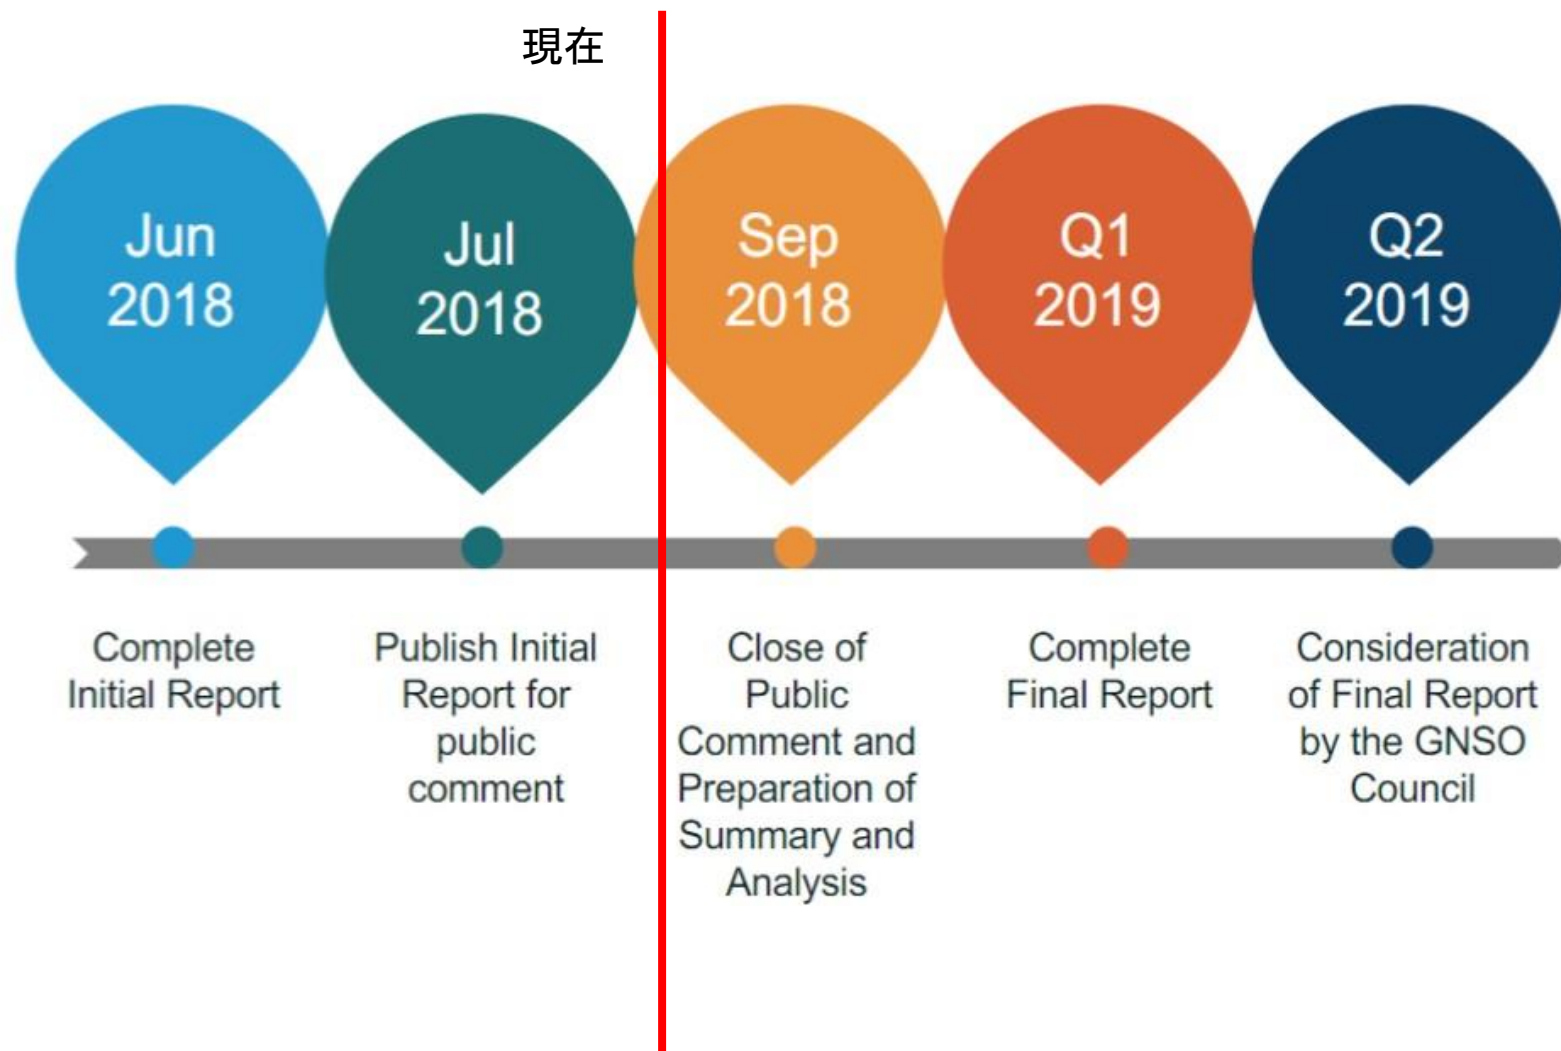 現在
Jun
2018
Jul
2018
Sep
2018
Q1
2019
Q2
2019
Complete
Initial Report
Publish Initial
Report for
public
comment
Close of
Public
Comment and
Preparation of
Summary and
Analysis
Complete
Final Report
Consideration
of Final Report
by the GNSO
Council